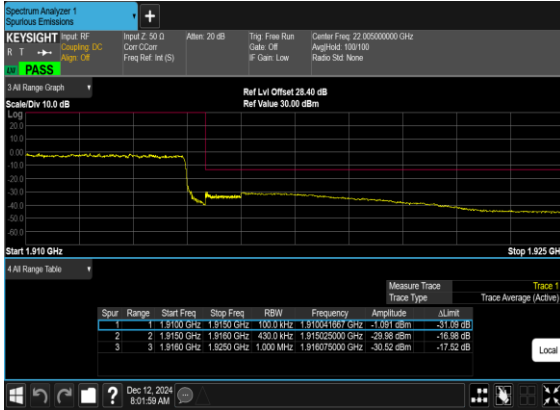 Spectrum Analyzer 1
Spurious Emissions
+
KEYSIGHT Input: RF Input Z: 50 Ω Atten: 20 dB Trig: Free Run Center Freq: 22.005000000 GHz
R T Coupling: DC Corr CCorr Gate: Off Avg|Hold: 100/100
Align: Off Freq Ref: Int (S) IF Gain: Low Radio Std: None
PASS
3 All Range Graph
Ref Lvl Offset 28.40 dB
Scale/Div 10.0 dB Ref Value 30.00 dBm
Log
20.0
10.0
0.00
-10.0
-20.0
-30.0
-40.0
-50.0
-60.0
Start 1.910 GHz Stop 1.925 GH
4 All Range Table
Measure Trace Trace 1
Trace Type Trace Average (Active)
Spur Range Start Freq Stop Freq RBW Frequency Amplitude ΔLimit
1 1 1.9100 GHz 1.9150 GHz 100.0 kHz 1.910041667 GHz -1.091 dBm -31.09 dB
2 2 1.9150 GHz 1.9160 GHz 430.0 kHz 1.915025000 GHz -29.98 dBm -16.98 dB
3 3 1.9160 GHz 1.9250 GHz 1.000 MHz 1.916075000 GHz -30.52 dBm -17.52 dB
Local
?
Dec 12, 2024
8:01:59 AM